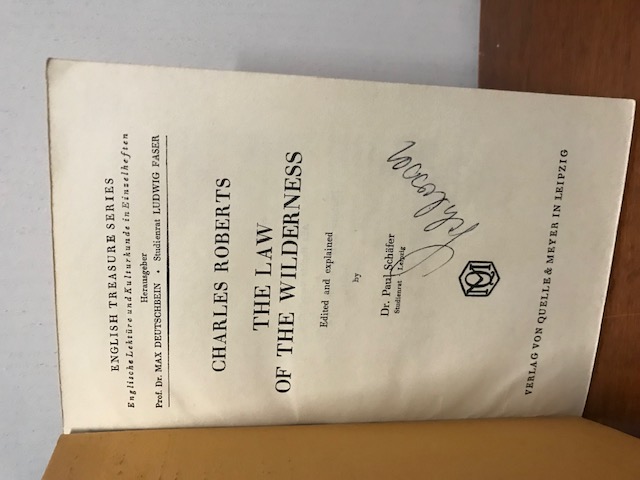 ENGLISH TREASURE SERIES
Englische Lektüre und Kulturkunde in Einzelheften
Herausgeber
Prof. Dr. MAX DEUTSCHBEIN • Studienrat LUDWIG FASER
CHARLES ROBERTS
THE LAW
OF THE WILDERNESS
Edited and explained
by
Dr. Paul Schäfer
Studienrat Leipzig
VERLAG VON QUELLE & MEYER IN LEIPZIG